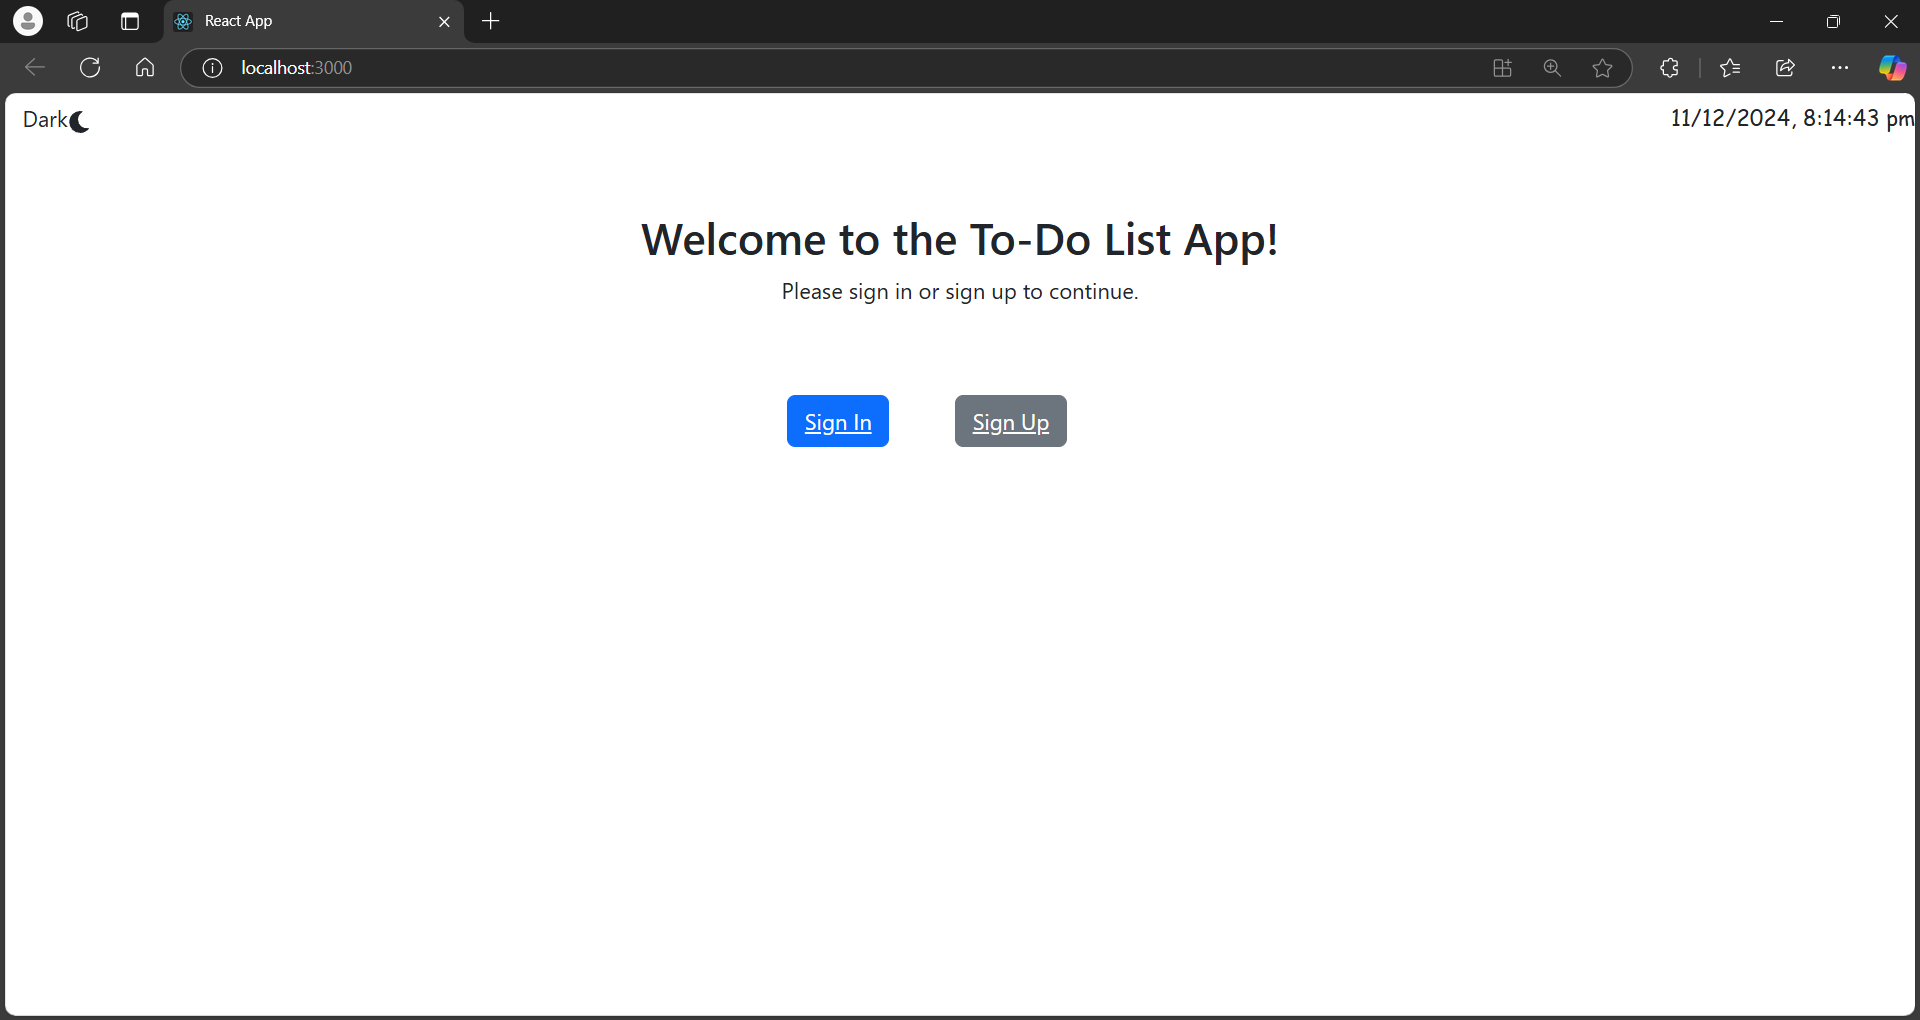 React App
localhost:3000
Dark
11/12/2024, 8:14:43 pm
Welcome to the To-Do List App!
Please sign in or sign up to continue.
Sign In
Sign Up